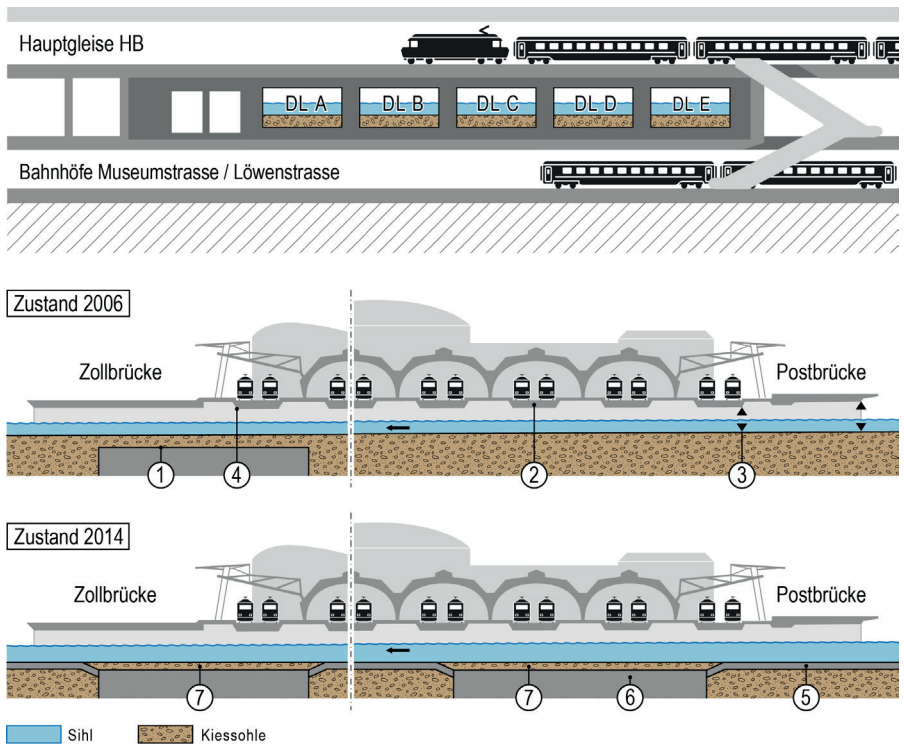 Hauptgleise HB
DL A DL B DL C DL D DL E
Bahnhöfe Museumstrasse / Löwenstrasse
Zustand 2006
Zollbrücke Postbrücke
1 4 2 3
Zustand 2014
Zollbrücke Postbrücke
7 7 6 5
Sihl Kiessohle